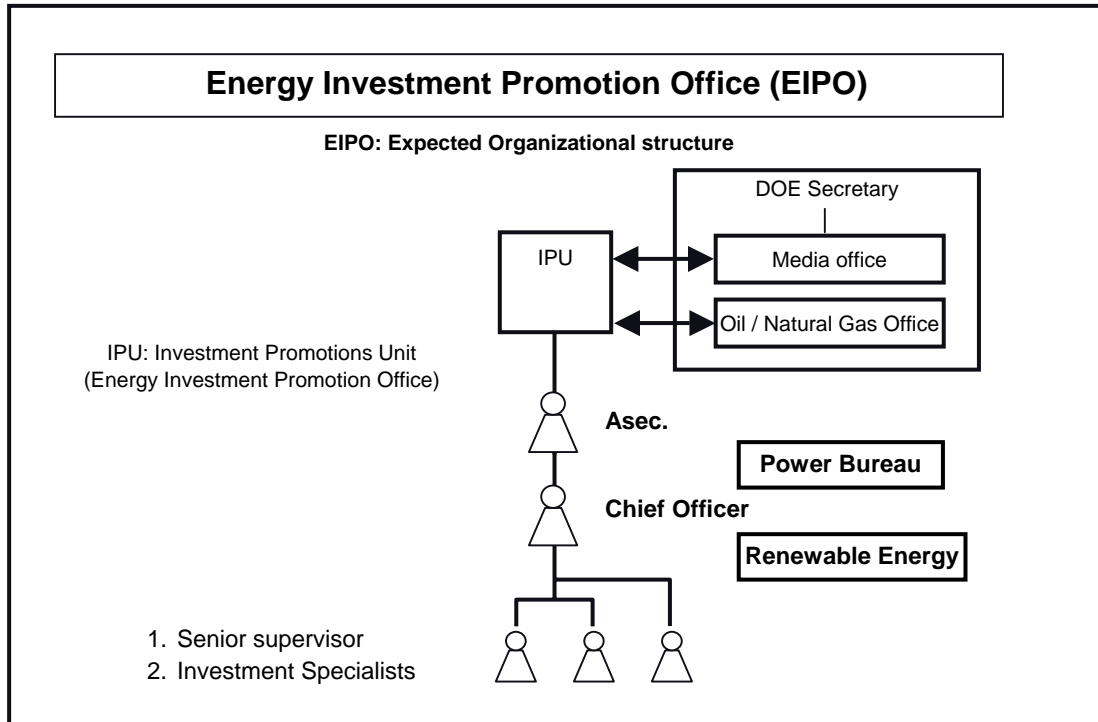 Energy Investment Promotion Office (EIPO)
EIPO: Expected Organizational structure
DOE Secretary
IPU
Media office
Oil / Natural Gas Office
IPU: Investment Promotions Unit
(Energy Investment Promotion Office)
Asec.
Power Bureau
Chief Officer
Renewable Energy
1. Senior supervisor
2. Investment Specialists